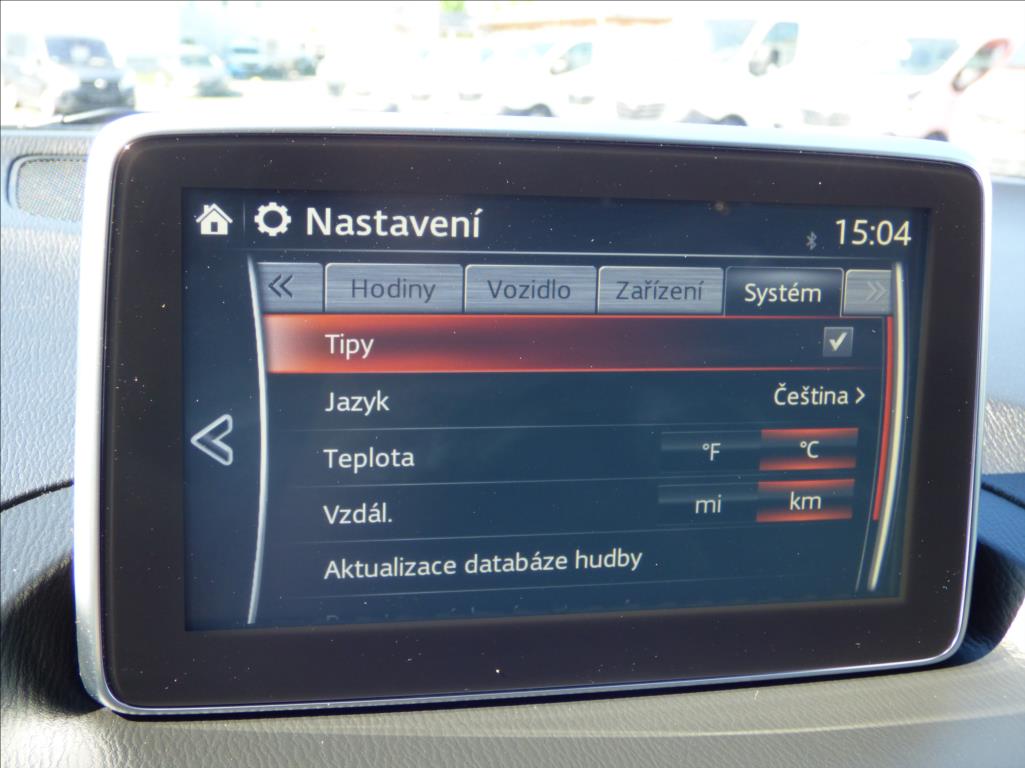 Nastavení
15:04
« Hodiny Vozidlo Zařízení Systém »
Tipy
Jazyk Čeština >
Teplota °F °C
Vzdál. mi km
Aktualizace databáze hudby